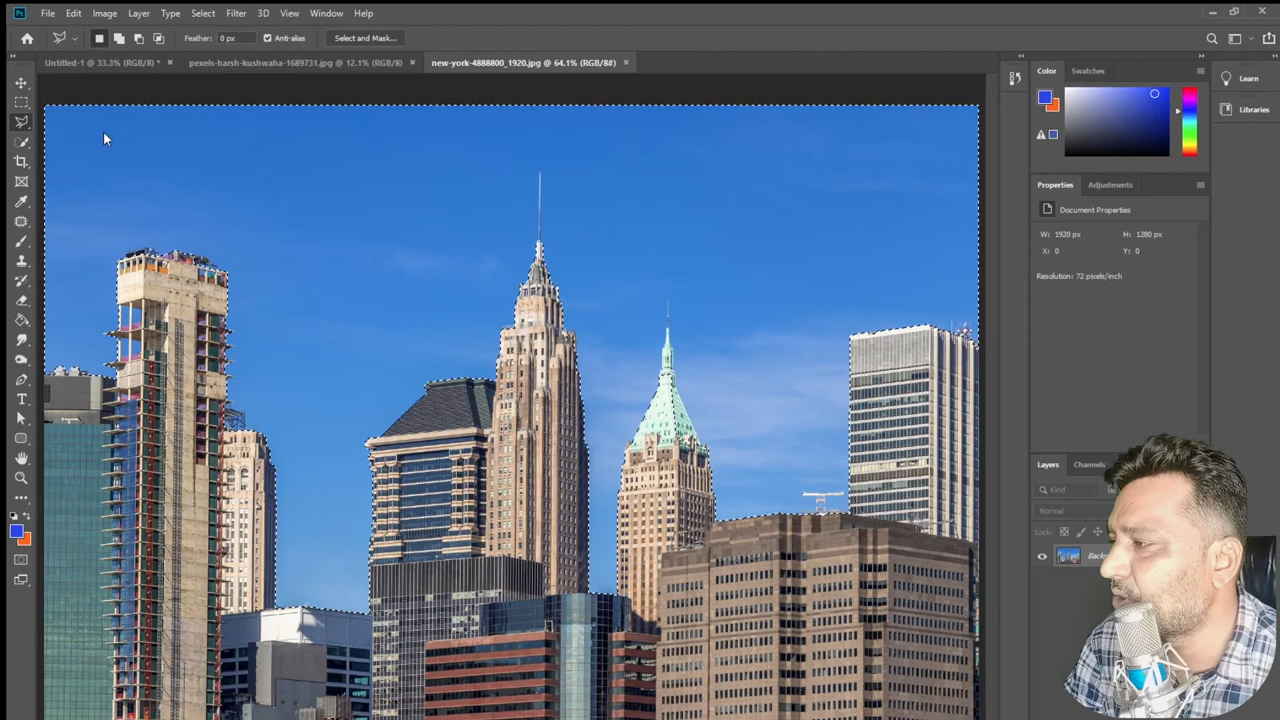 Ps File Edit Image Layer Type Select Filter 3D View Window Help
Feather: 0 px Anti-alias Select and Mask...
Untitled-1 @ 33.3% (RGB/8) * × pexels-harsh-kushwaha-1689731.jpg @ 12.1% (RGB/8) × new-york-4888800_1920.jpg @ 64.1% (RGB/8#) ×
Color Swatches
Learn
Libraries
Properties Adjustments
Document Properties
W: 1920 px H: 1280 px
X: 0 Y: 0
Resolution: 72 pixels/inch
Layers Channels
Kind
Normal
Lock: